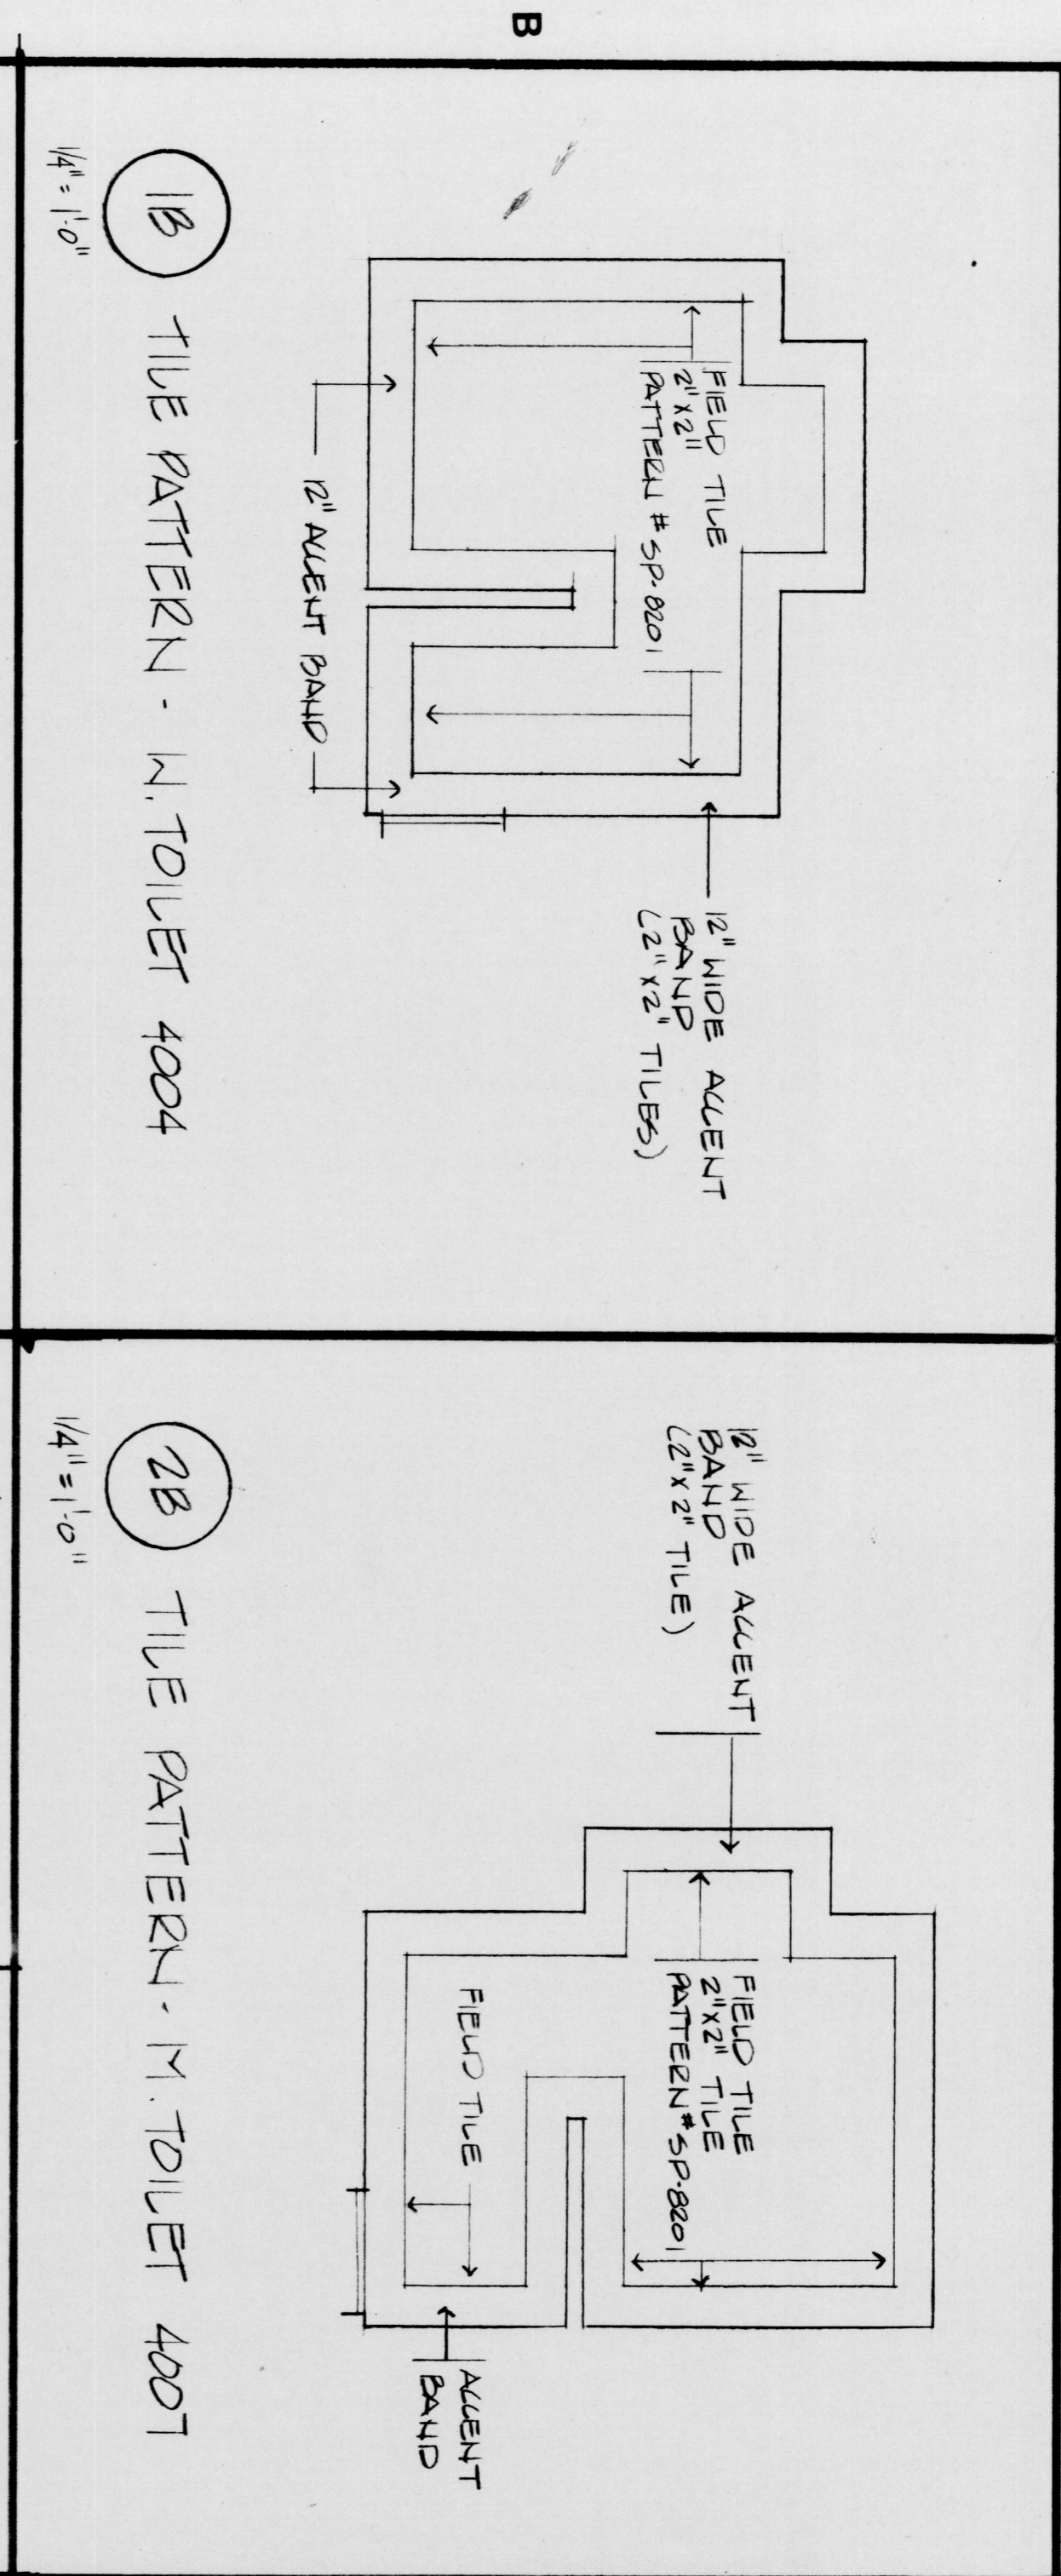 B
FIELD TILE
2"X2"
PATTERN # SP-8201
12" WIDE ACCENT
BAND
(2"X2" TILES)
12" ACCENT BAND
1B
TILE PATTERN - W. TOILET 4004
1/4" = 1'-0"
12" WIDE ACCENT
BAND
(2"X2" TILE)
FIELD TILE
2"X2" TILE
PATTERN # SP-8201
FIELD TILE
ACCENT
BAND
2B
TILE PATTERN - M. TOILET 4007
1/4" = 1'-0"